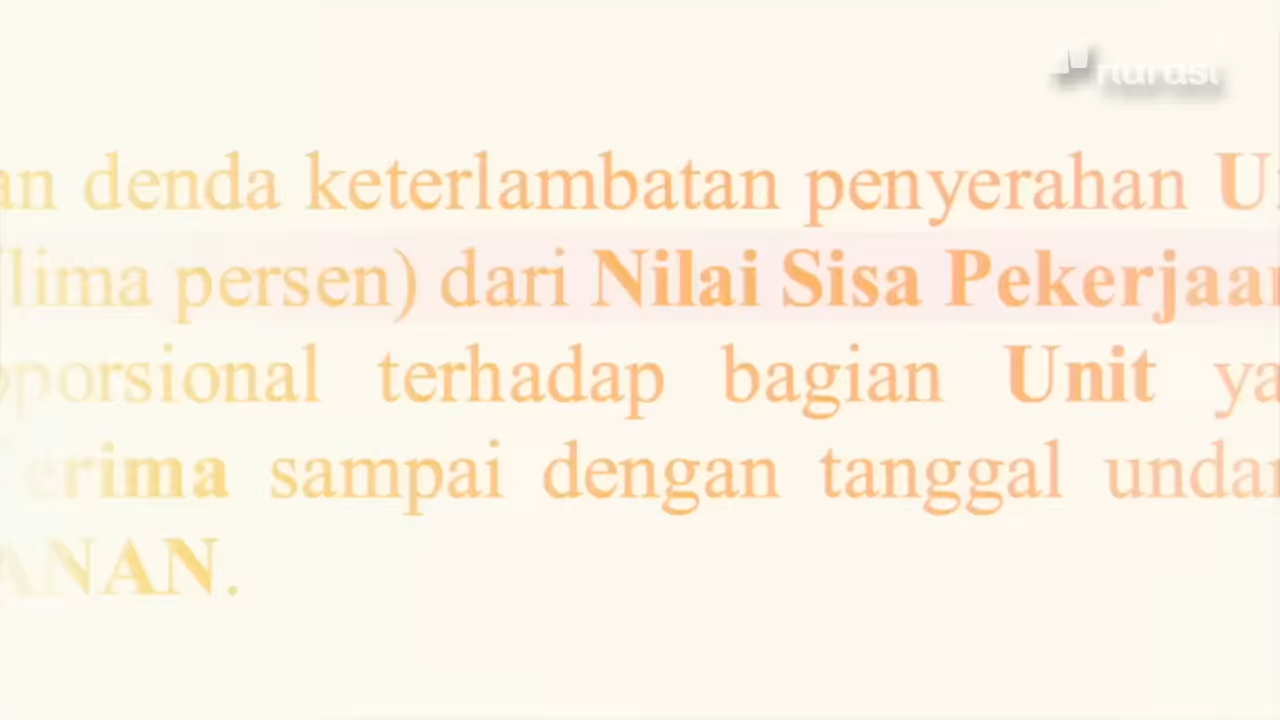 narasi
an denda keterlambatan penyerahan
lima persen) dari Nilai Sisa Pekerjaan
porsional terhadap bagian Unit ya
erima sampai dengan tanggal undan
ANAN.